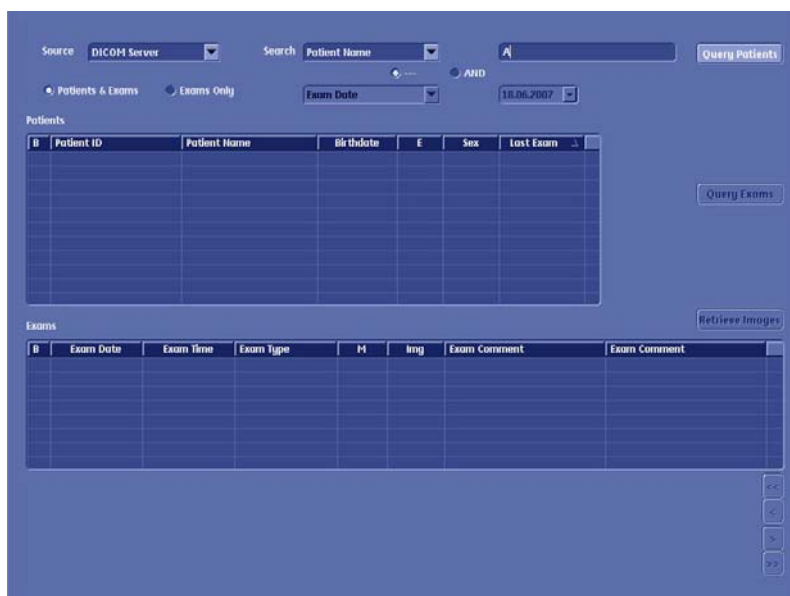 Source DICOM Server Search Patient Name A Query Patients
--- AND
Patients & Exams Exams Only Exam Date 18.06.2007
Patients
B Patient ID Patient Name Birthdate E Sex Last Exam
Query Exams
Retrieve Images
Exams
B Exam Date Exam Time Exam Type M Img Exam Comment Exam Comment
<<
<
>
>>